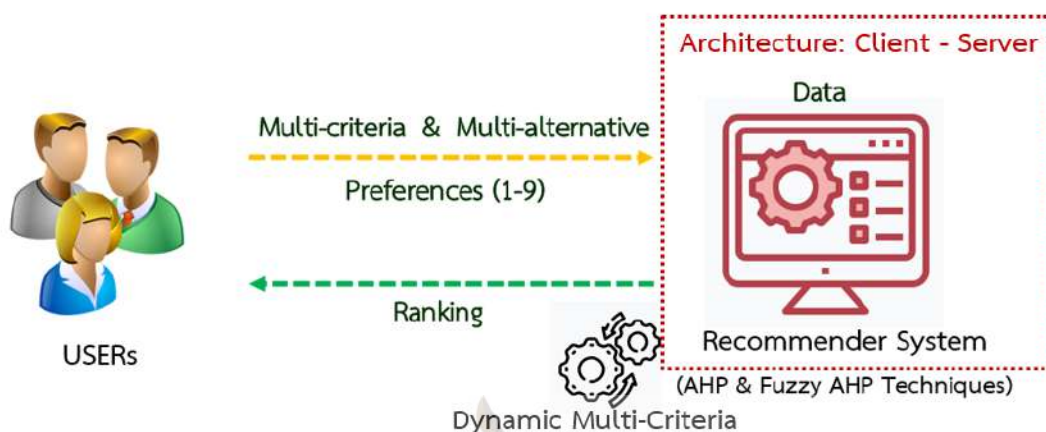 Architecture: Client - Server
Data
Multi-criteria & Multi-alternative
Preferences (1-9)
Ranking
USERs
Recommender System
(AHP & Fuzzy AHP Techniques)
Dynamic Multi-Criteria